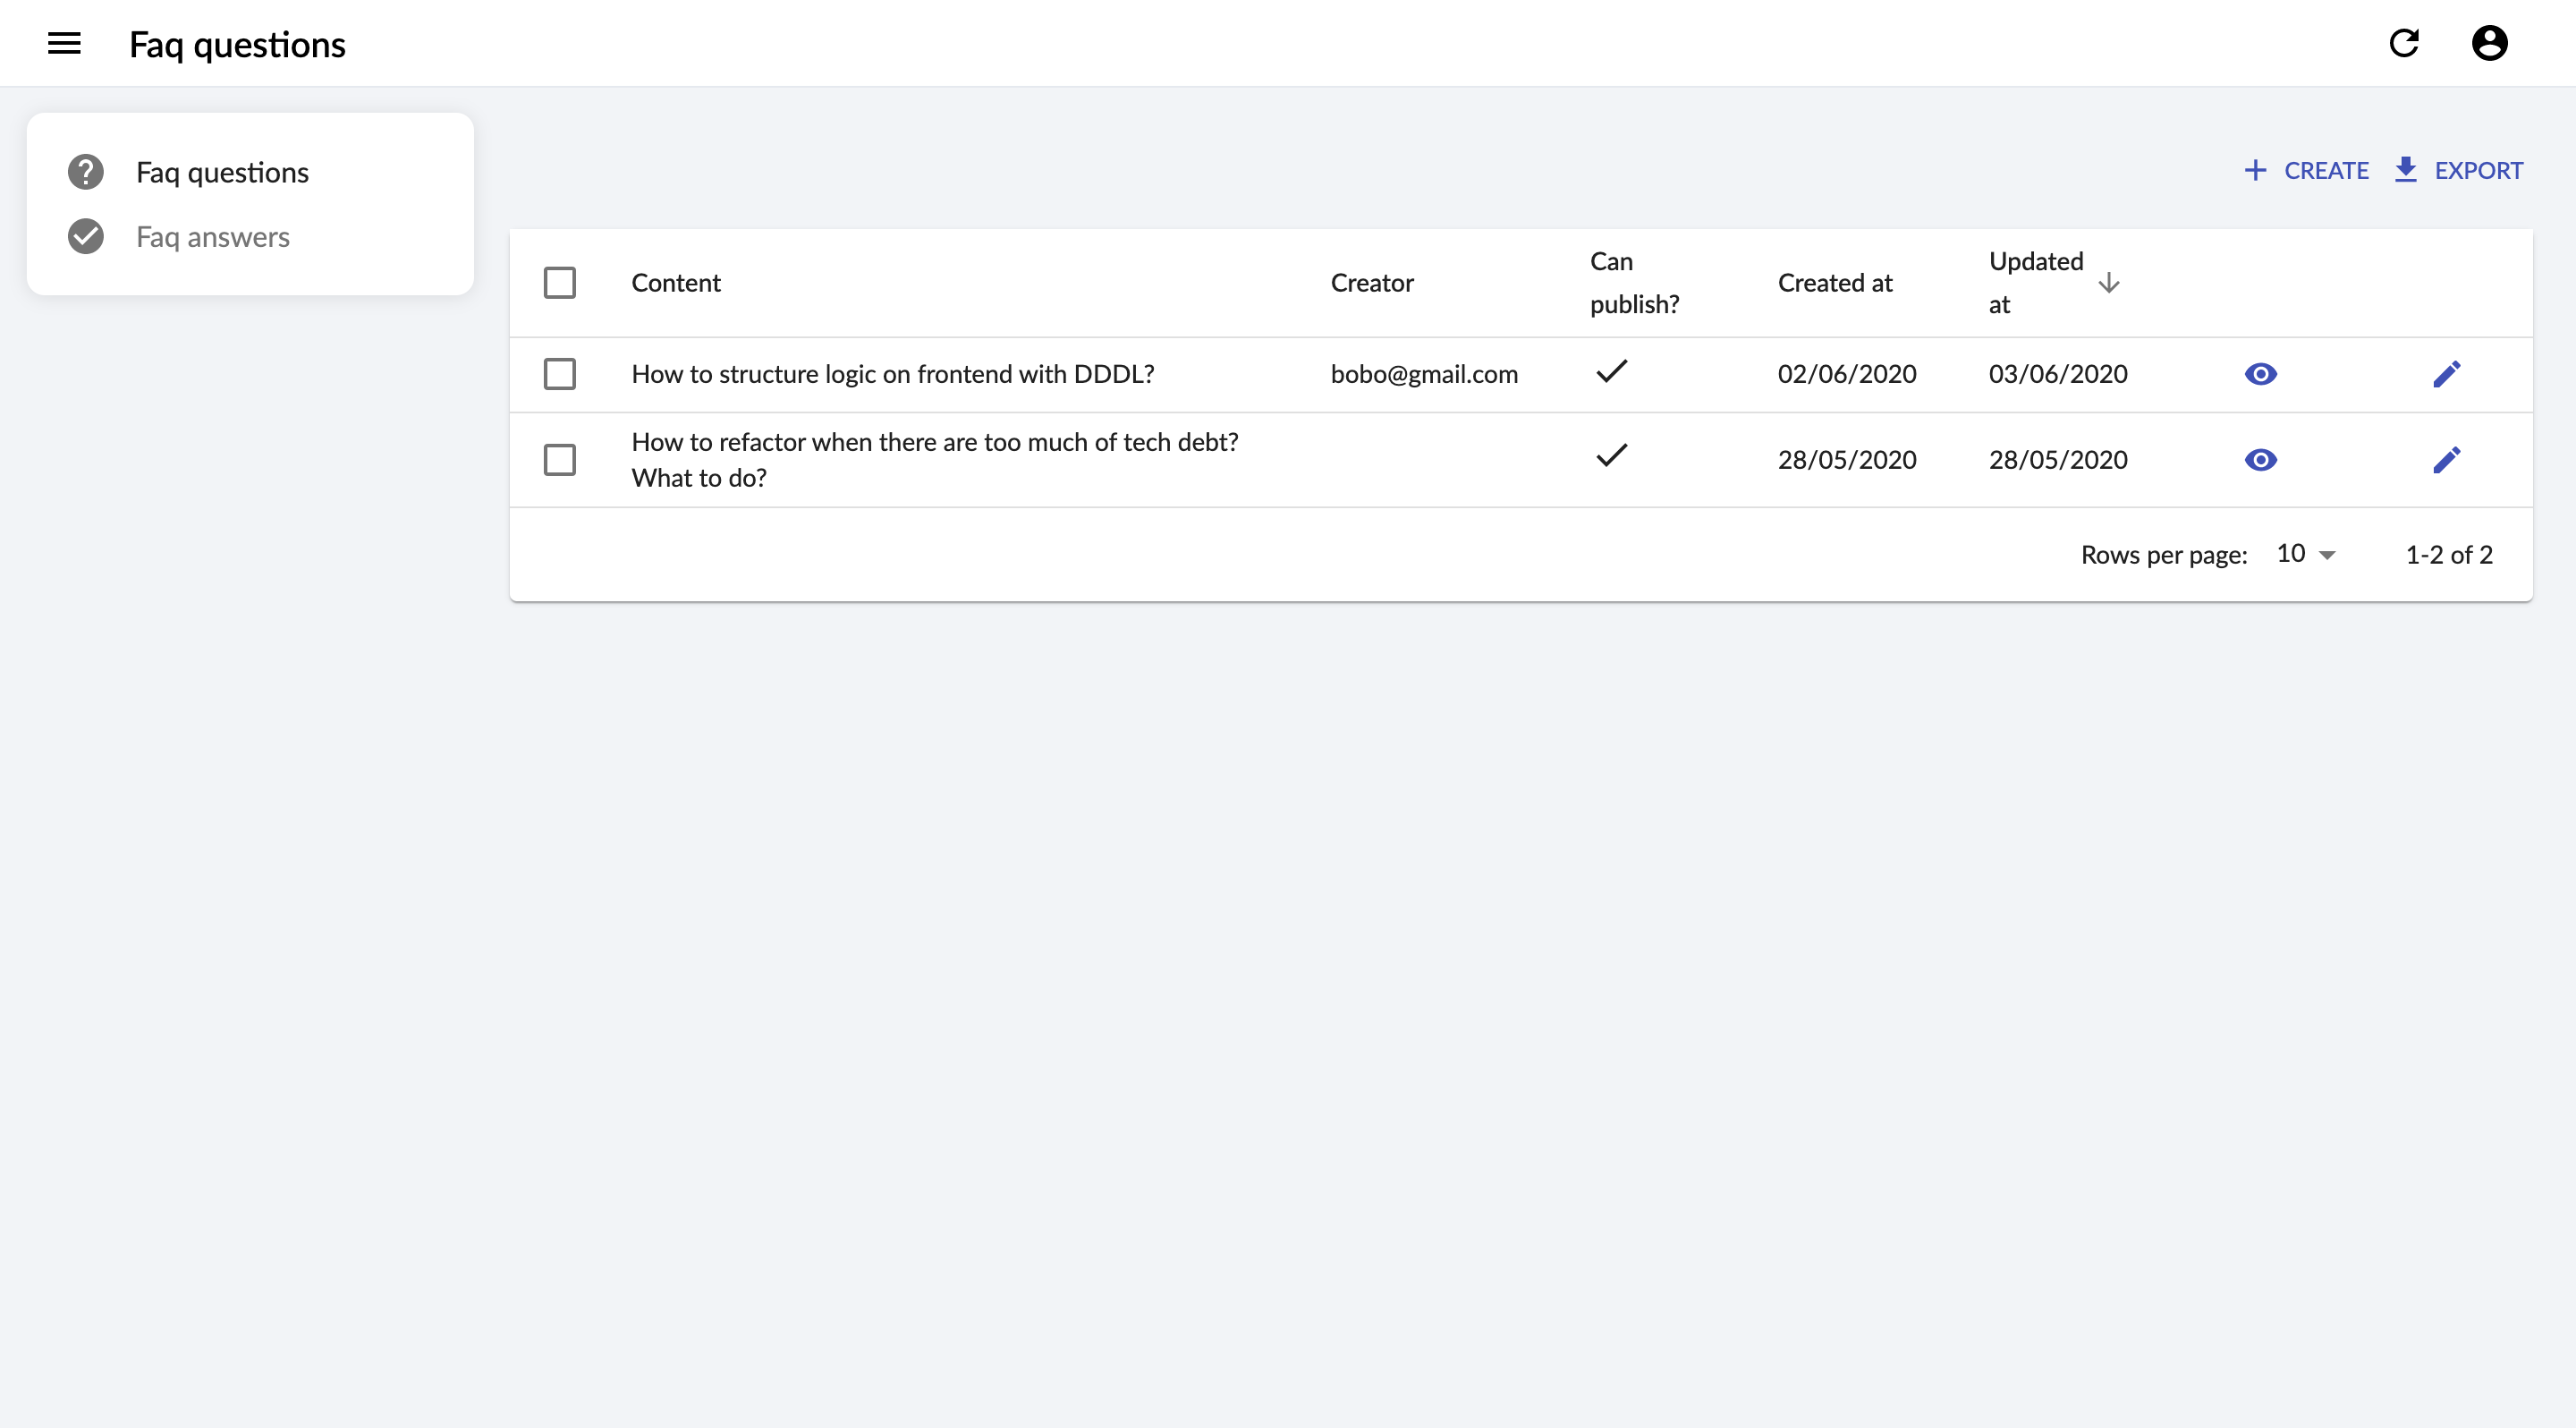 Faq questions
Faq questions
Faq answers
CREATE EXPORT
Content Creator Can publish? Created at Updated at
How to structure logic on frontend with DDDL? bobo@gmail.com 02/06/2020 03/06/2020
How to refactor when there are too much of tech debt?
What to do? 28/05/2020 28/05/2020
Rows per page: 10 1-2 of 2